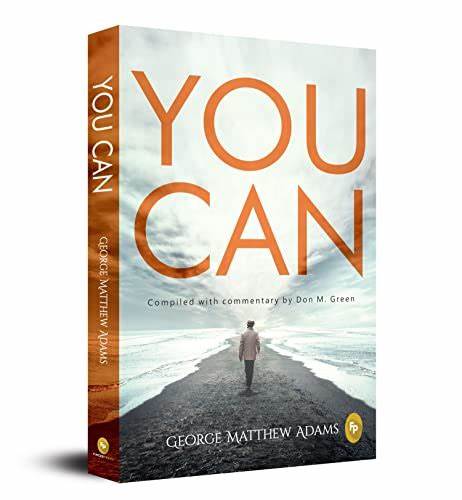 YOU CAN
GEORGE MATTHEW ADAMS
YOU
CAN
Compiled with commentary by Don M. Green
GEORGE MATTHEW ADAMS
FP